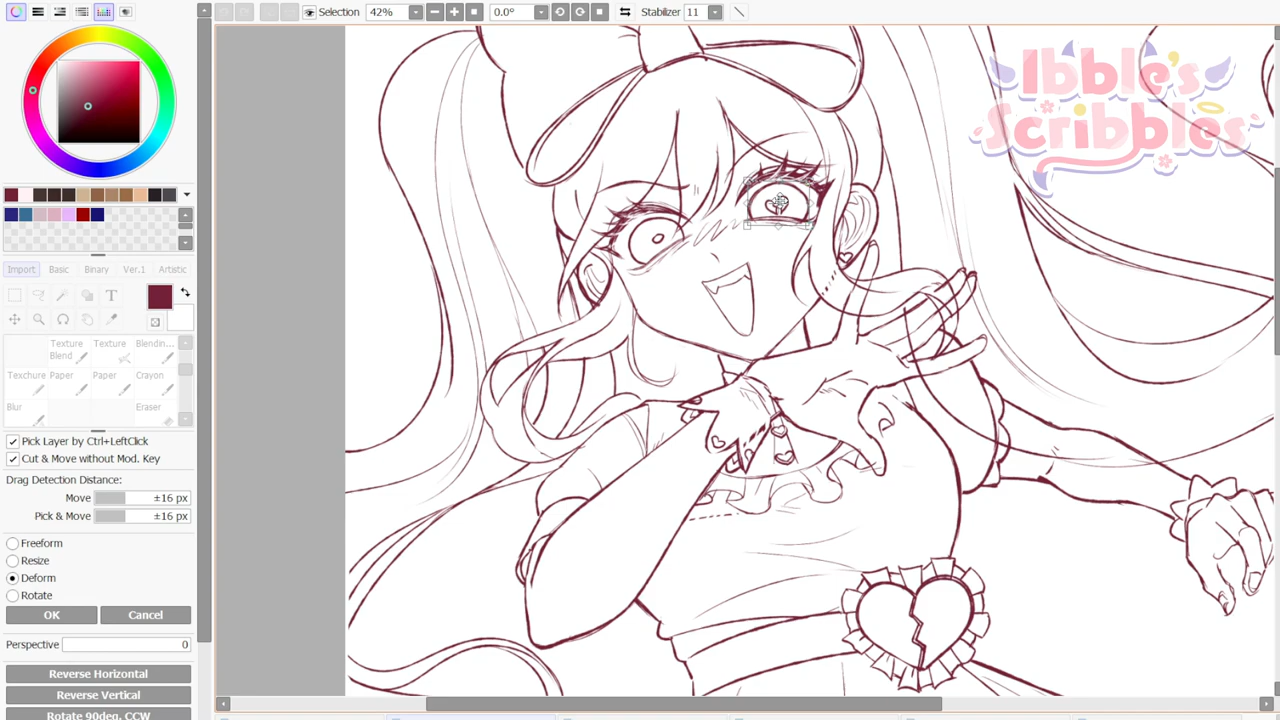 Selection
42%
0.0°
Stabilizer
11
Ibble's
Scribbles
Import
Basic
Binary
Ver.1
Artistic
T
Texture
Blend
Texture
Blendin...
Texchure
Paper
Paper
Crayon
Blur
Eraser
Pick Layer by Ctrl+LeftClick
Cut & Move without Mod. Key
Drag Detection Distance:
Move
±16 px
Pick & Move
±16 px
Freeform
Resize
Deform
Rotate
OK
Cancel
Perspective
0
Reverse Horizontal
Reverse Vertical
Rotate 90deg. CCW